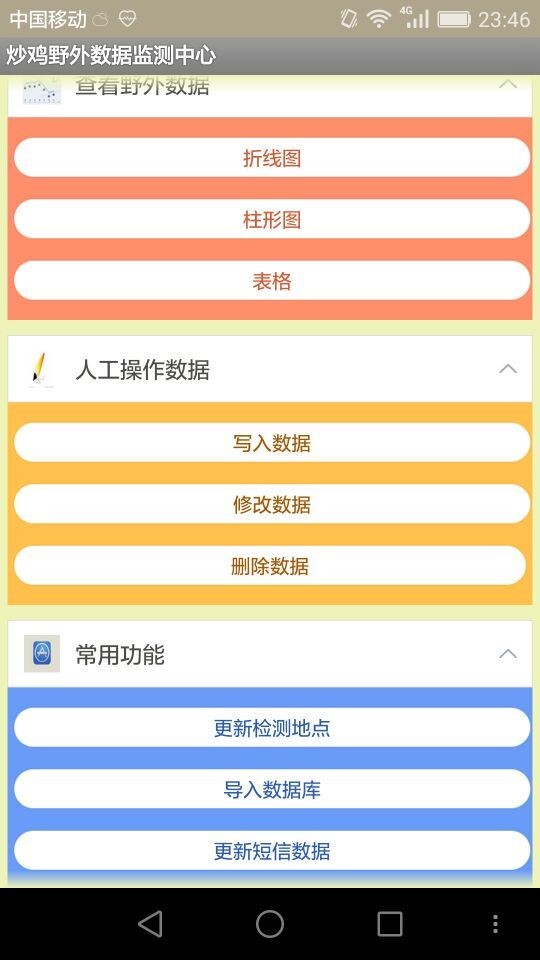 中国移动 4G 23:46
炒鸡野外数据监测中心
查看野外数据
折线图
柱形图
表格
人工操作数据
写入数据
修改数据
删除数据
常用功能
更新检测地点
导入数据库
更新短信数据